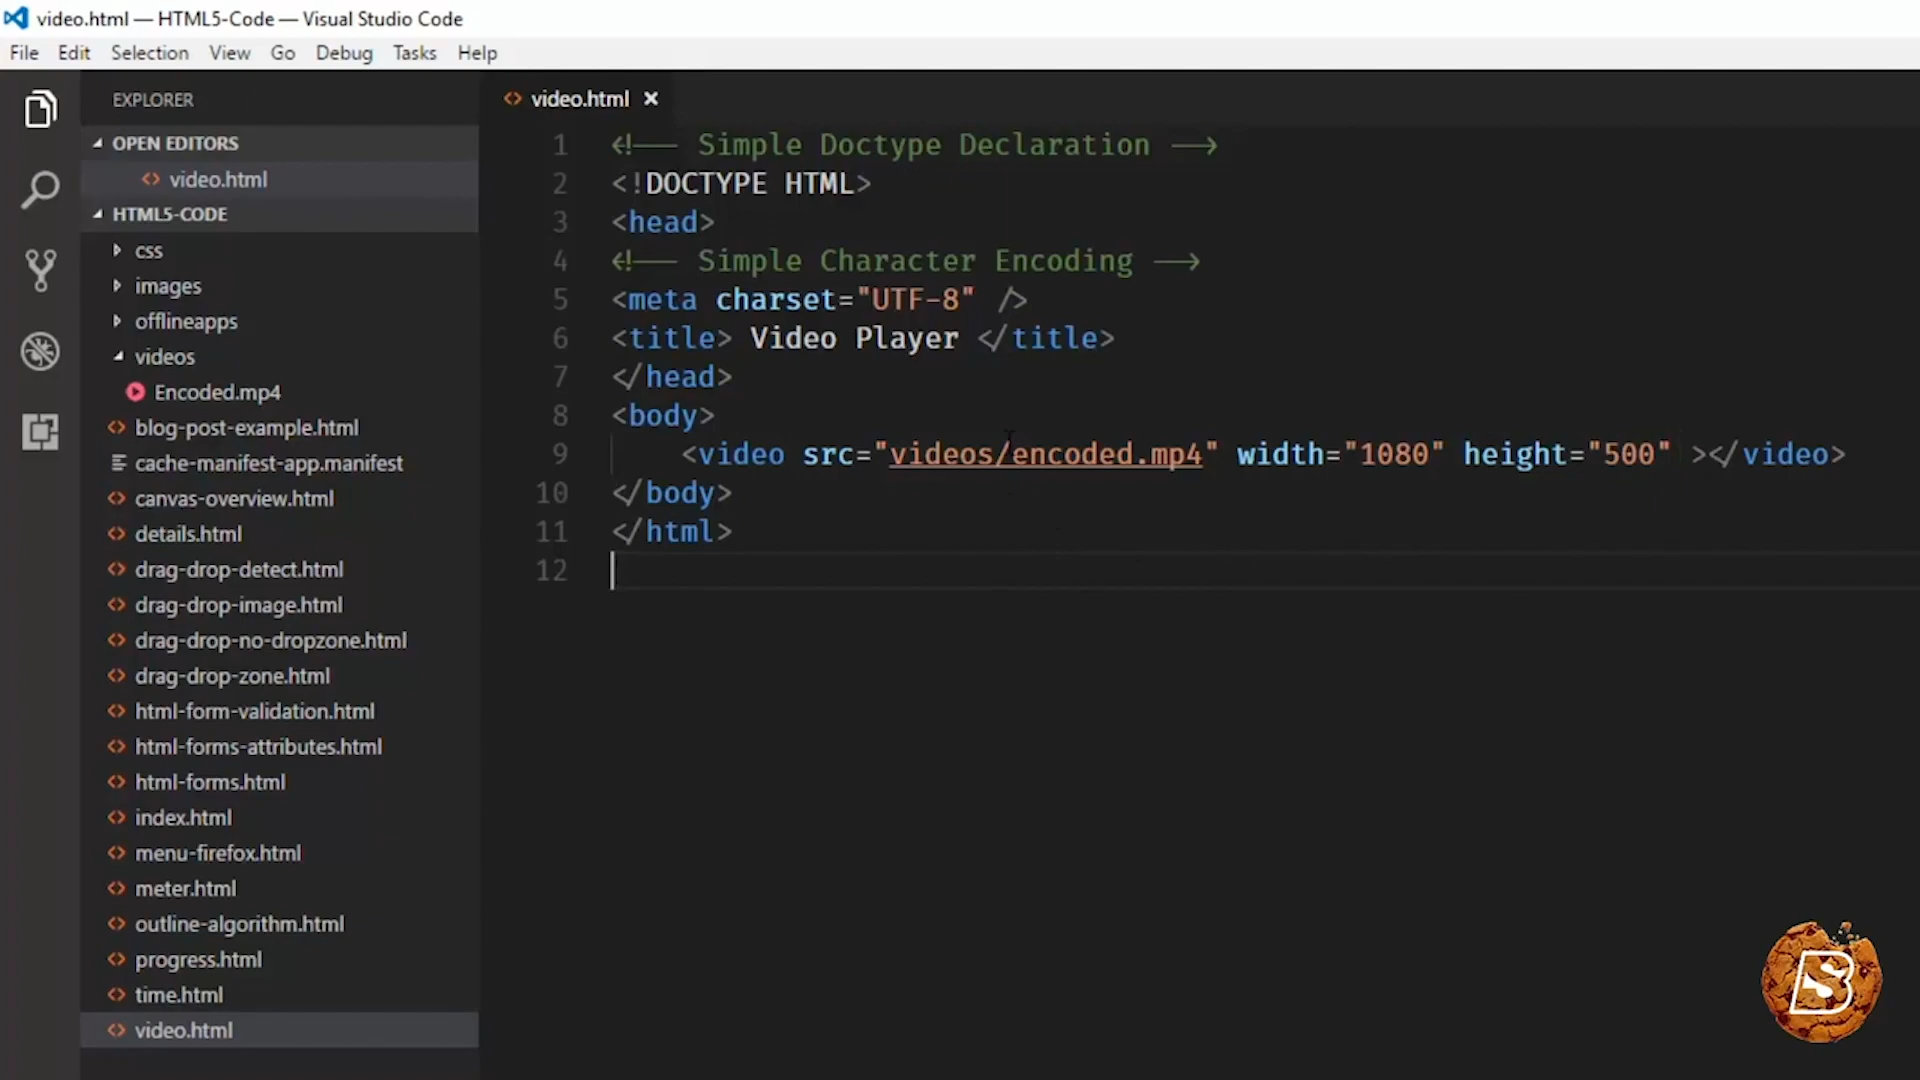 video.html — HTML5-Code — Visual Studio Code
File Edit Selection View Go Debug Tasks Help
EXPLORER
OPEN EDITORS
video.html
HTML5-CODE
css
images
offlineapps
videos
Encoded.mp4
blog-post-example.html
cache-manifest-app.manifest
canvas-overview.html
details.html
drag-drop-detect.html
drag-drop-image.html
drag-drop-no-dropzone.html
drag-drop-zone.html
html-form-validation.html
html-forms-attributes.html
html-forms.html
index.html
menu-firefox.html
meter.html
outline-algorithm.html
progress.html
time.html
video.html
video.html
1 <!-- Simple Doctype Declaration -->
2 <!DOCTYPE HTML>
3 <head>
4 <!-- Simple Character Encoding -->
5 <meta charset="UTF-8" />
6 <title> Video Player </title>
7 </head>
8 <body>
9 <video src="videos/encoded.mp4" width="1080" height="500" ></video>
10 </body>
11 </html>
12
B